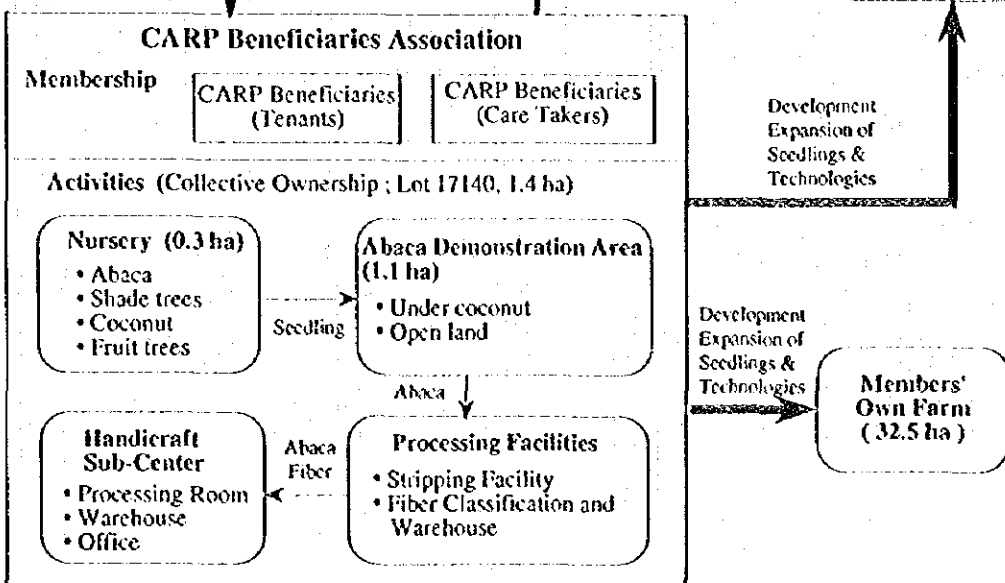 CARP Beneficiaries Association
Membership
CARP Beneficiaries
(Tenants)
CARP Beneficiaries
(Care Takers)
Activities (Collective Ownership ; Lot 17140, 1.4 ha)
Nursery (0.3 ha)
• Abaca
• Shade trees
• Coconut
• Fruit trees
Seedling
Abaca Demonstration Area
(1.1 ha)
• Under coconut
• Open land
Abaca
Handicraft
Sub-Center
• Processing Room
• Warehouse
• Office
Abaca
Fiber
Processing Facilities
• Stripping Facility
• Fiber Classification and
Warehouse
Development
Expansion of
Seedlings &
Technologies
Development
Expansion of
Seedlings &
Technologies
Members'
Own Farm
( 32.5 ha )